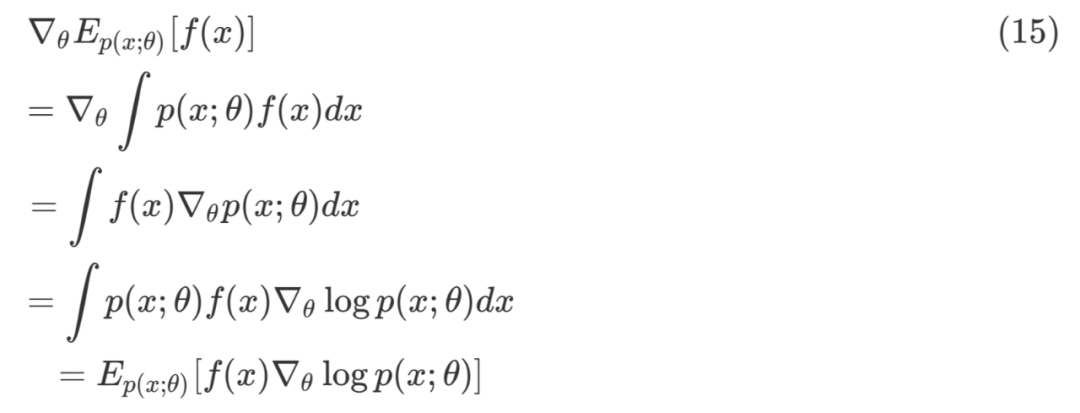 ∇_θ E_{p(x;θ)}[f(x)] (15)
= ∇_θ ∫ p(x;θ)f(x)dx
= ∫ f(x)∇_θ p(x;θ)dx
= ∫ p(x;θ)f(x)∇_θ log p(x;θ)dx
= E_{p(x;θ)}[f(x)∇_θ log p(x;θ)]